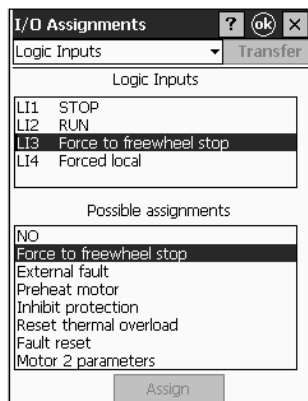 I/O Assignments ? ok ×
Logic Inputs Transfer
Logic Inputs
LI1 STOP
LI2 RUN
LI3 Force to freewheel stop
LI4 Forced local
Possible assignments
NO
Force to freewheel stop
External fault
Preheat motor
Inhibit protection
Reset thermal overload
Fault reset
Motor 2 parameters
Assign